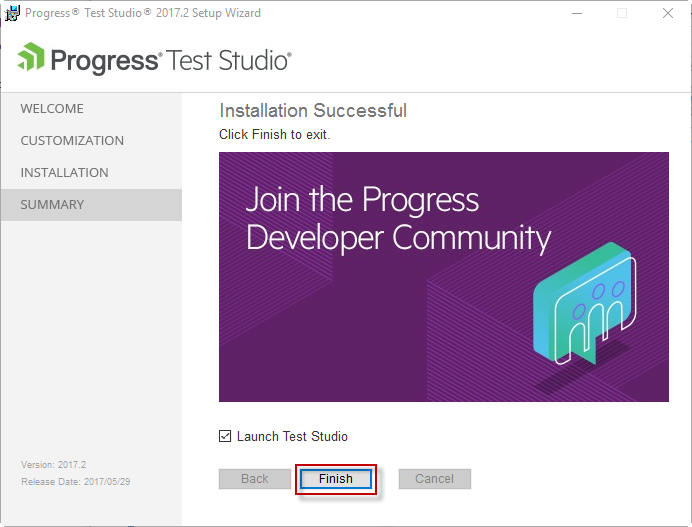 Progress® Test Studio® 2017.2 Setup Wizard
Progress® Test Studio®
WELCOME
CUSTOMIZATION
INSTALLATION
SUMMARY
Installation Successful
Click Finish to exit.
Join the Progress
Developer Community
Launch Test Studio
Version: 2017.2
Release Date: 2017/05/29
Back
Finish
Cancel